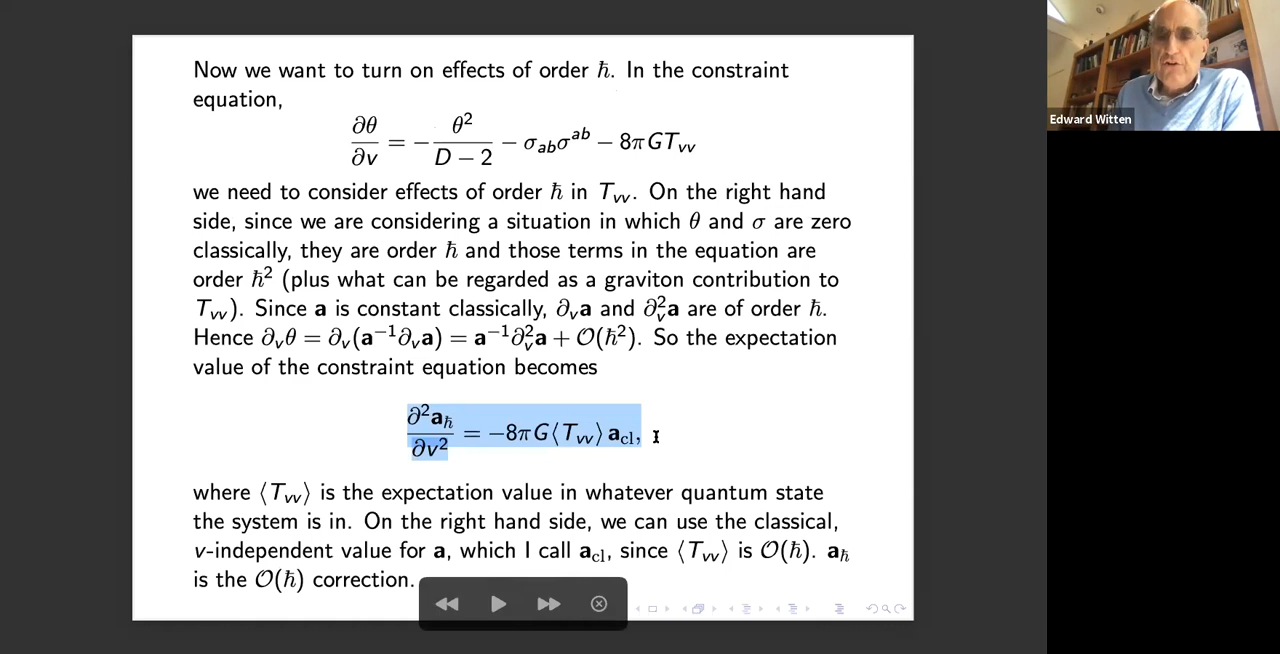 Now we want to turn on effects of order ℏ. In the constraint
equation,
∂θ/∂v = −θ²/(D − 2) − σ_abσ^ab − 8πGT_vv
we need to consider effects of order ℏ in T_vv. On the right hand
side, since we are considering a situation in which θ and σ are zero
classically, they are order ℏ and those terms in the equation are
order ℏ² (plus what can be regarded as a graviton contribution to
T_vv). Since a is constant classically, ∂_v a and ∂²_v a are of order ℏ.
Hence ∂_vθ = ∂_v(a⁻¹∂_v a) = a⁻¹∂²_v a + 𝒪(ℏ²). So the expectation
value of the constraint equation becomes
∂²a_ℏ/∂v² = −8πG⟨T_vv⟩ a_cl,
where ⟨T_vv⟩ is the expectation value in whatever quantum state
the system is in. On the right hand side, we can use the classical,
v-independent value for a, which I call a_cl, since ⟨T_vv⟩ is 𝒪(ℏ). a_ℏ
is the 𝒪(ℏ) correction.
Edward Witten